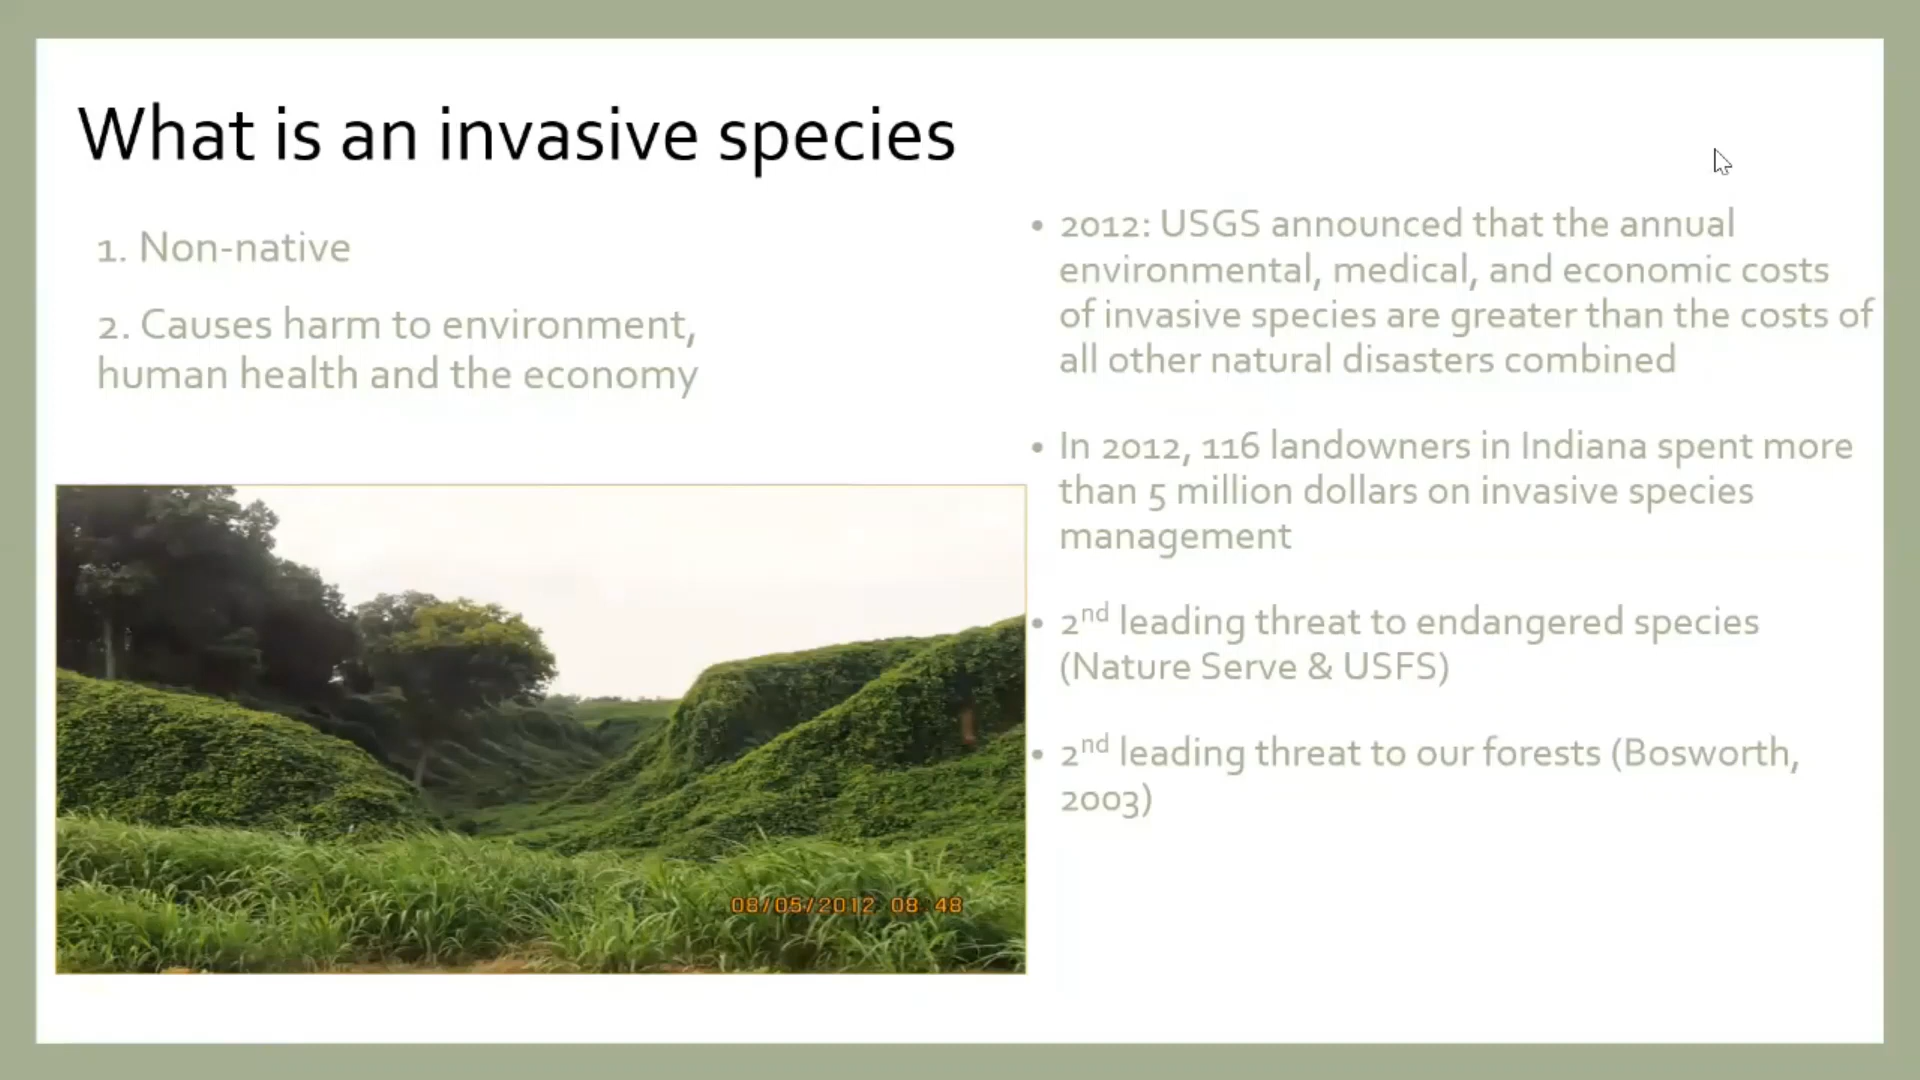 What is an invasive species
1. Non-native
2. Causes harm to environment,
human health and the economy
• 2012: USGS announced that the annual
environmental, medical, and economic costs
of invasive species are greater than the costs of
all other natural disasters combined
• In 2012, 116 landowners in Indiana spent more
than 5 million dollars on invasive species
management
• 2nd leading threat to endangered species
(Nature Serve & USFS)
• 2nd leading threat to our forests (Bosworth,
2003)
08/05/2012 08 48